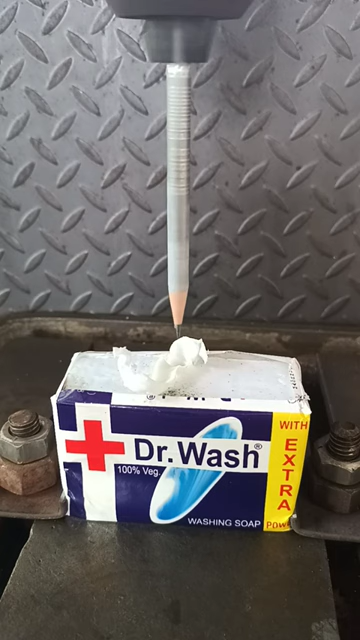 WITH
EXTRA
Dr.Wash®
100% Veg.
WASHING SOAP